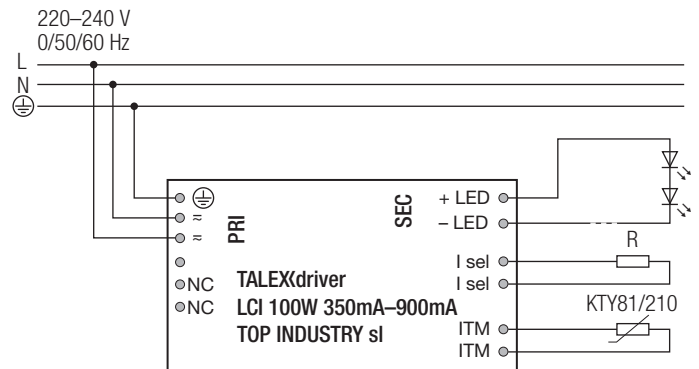 220–240 V
0/50/60 Hz
L
N
PRI
SEC
+ LED
– LED
I sel
I sel
ITM
ITM
≂
≂
NC
NC
TALEXXdriver
LCI 100W 350mA–900mA
TOP INDUSTRY sl
R
KTY81/210